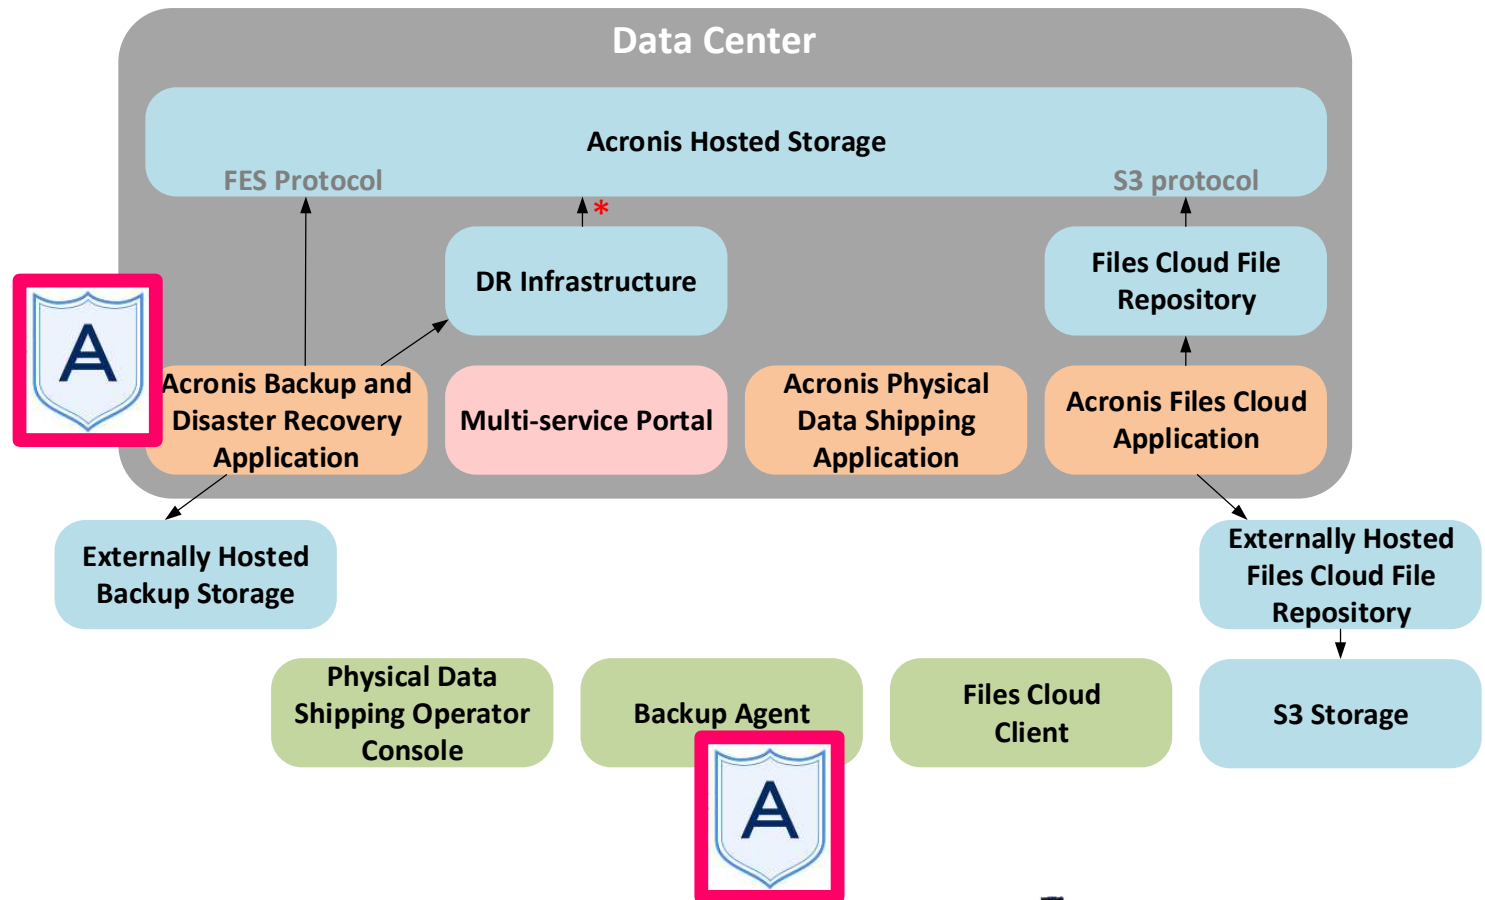 Data Center
Acronis Hosted Storage
FES Protocol
S3 protocol
*
DR Infrastructure
Files Cloud File
Repository
A
Acronis Backup and
Disaster Recovery
Application
Multi-service Portal
Acronis Physical
Data Shipping
Application
Acronis Files Cloud
Application
Externally Hosted
Backup Storage
Externally Hosted
Files Cloud File
Repository
Physical Data
Shipping Operator
Console
Backup Agent
Files Cloud
Client
S3 Storage
A